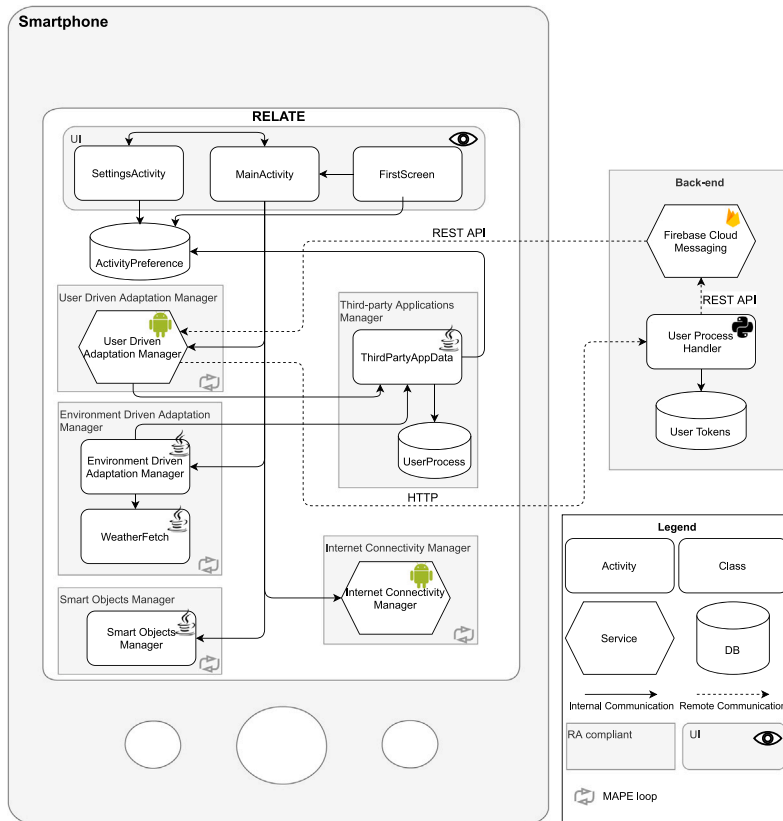 Smartphone
RELATE
UI
SettingsActivity
MainActivity
FirstScreen
ActivityPreference
REST API
User Driven Adaptation Manager
User Driven
Adaptation Manager
Third-party Applications
Manager
ThirdPartyAppData
UserProcess
Environment Driven Adaptation
Manager
Environment Driven
Adaptation Manager
WeatherFetch
HTTP
Internet Connectivity Manager
Internet Connectivity
Manager
Smart Objects Manager
Smart Objects
Manager
Back-end
Firebase Cloud
Messaging
REST API
User Process
Handler
User Tokens
Legend
Activity
Class
Service
DB
Internal Communication
Remote Communication
RA compliant
UI
MAPE loop